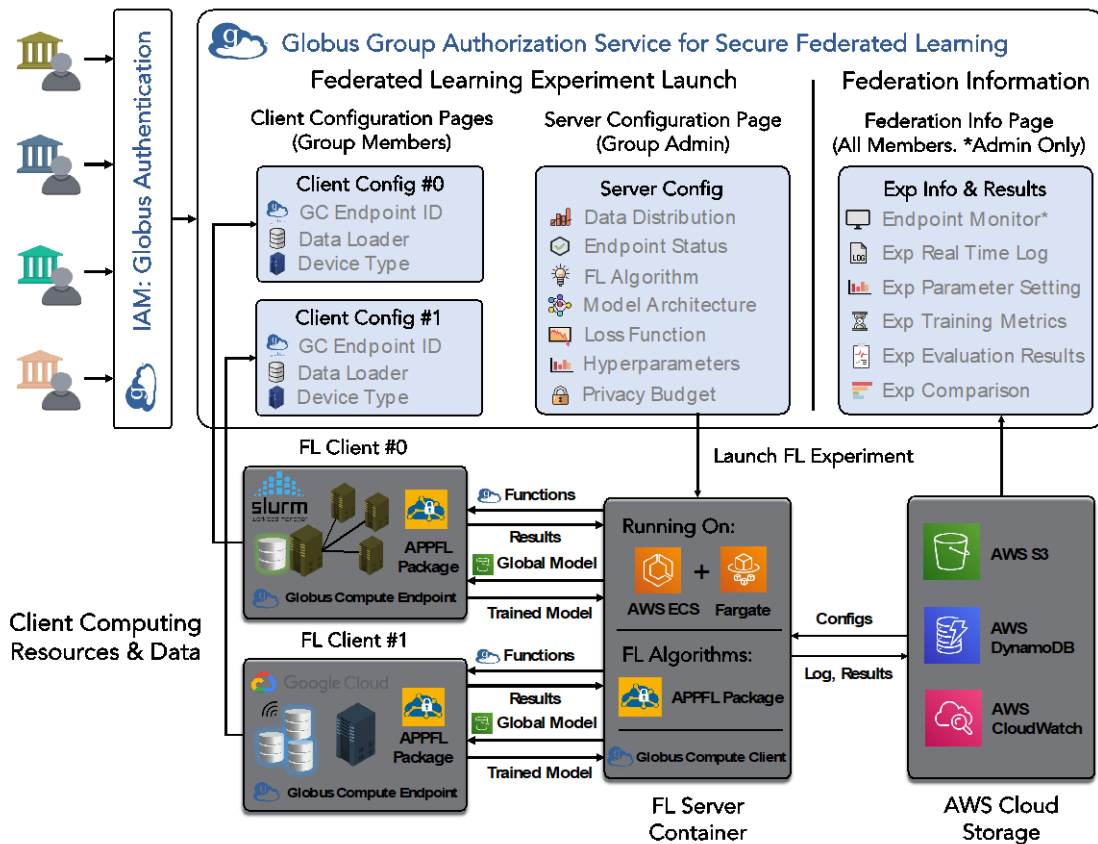 IAM: Globus Authentication
Globus Group Authorization Service for Secure Federated Learning
Federated Learning Experiment Launch
Federation Information
Client Configuration Pages
(Group Members)
Server Configuration Page
(Group Admin)
Federation Info Page
(All Members. *Admin Only)
Client Config #0
GC Endpoint ID
Data Loader
Device Type
Client Config #1
GC Endpoint ID
Data Loader
Device Type
Server Config
Data Distribution
Endpoint Status
FL Algorithm
Model Architecture
Loss Function
Hyperparameters
Privacy Budget
Exp Info & Results
Endpoint Monitor*
LOG
Exp Real Time Log
Exp Parameter Setting
Exp Training Metrics
Exp Evaluation Results
Exp Comparison
Launch FL Experiment
Client Computing
Resources & Data
FL Client #0
slurm
workload manager
APPFL
Package
Globus Compute Endpoint
Functions
Results
Global Model
Trained Model
FL Client #1
Google Cloud
APPFL
Package
Globus Compute Endpoint
Functions
Results
Global Model
Trained Model
Running On:
+
AWS ECS
Fargate
FL Algorithms:
APPFL Package
Globus Compute Client
FL Server
Container
Configs
Log, Results
AWS S3
AWS
DynamoDB
AWS
CloudWatch
AWS Cloud
Storage